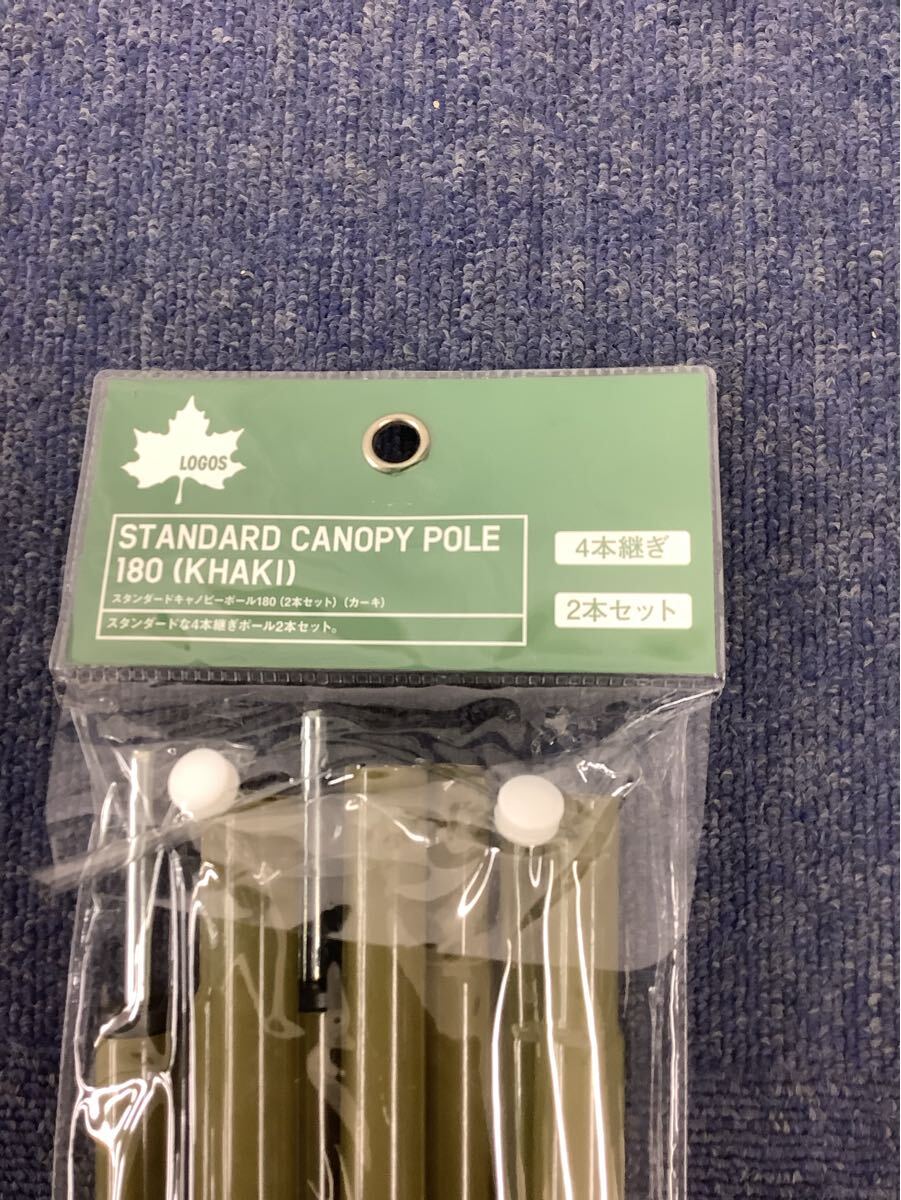 LOGOS
STANDARD CANOPY POLE
180 (KHAKI)
スタンダードキャノピーポール180 (2本セット) (カーキ)
スタンダードな4本継ぎポール2本セット。
4本継ぎ
2本セット